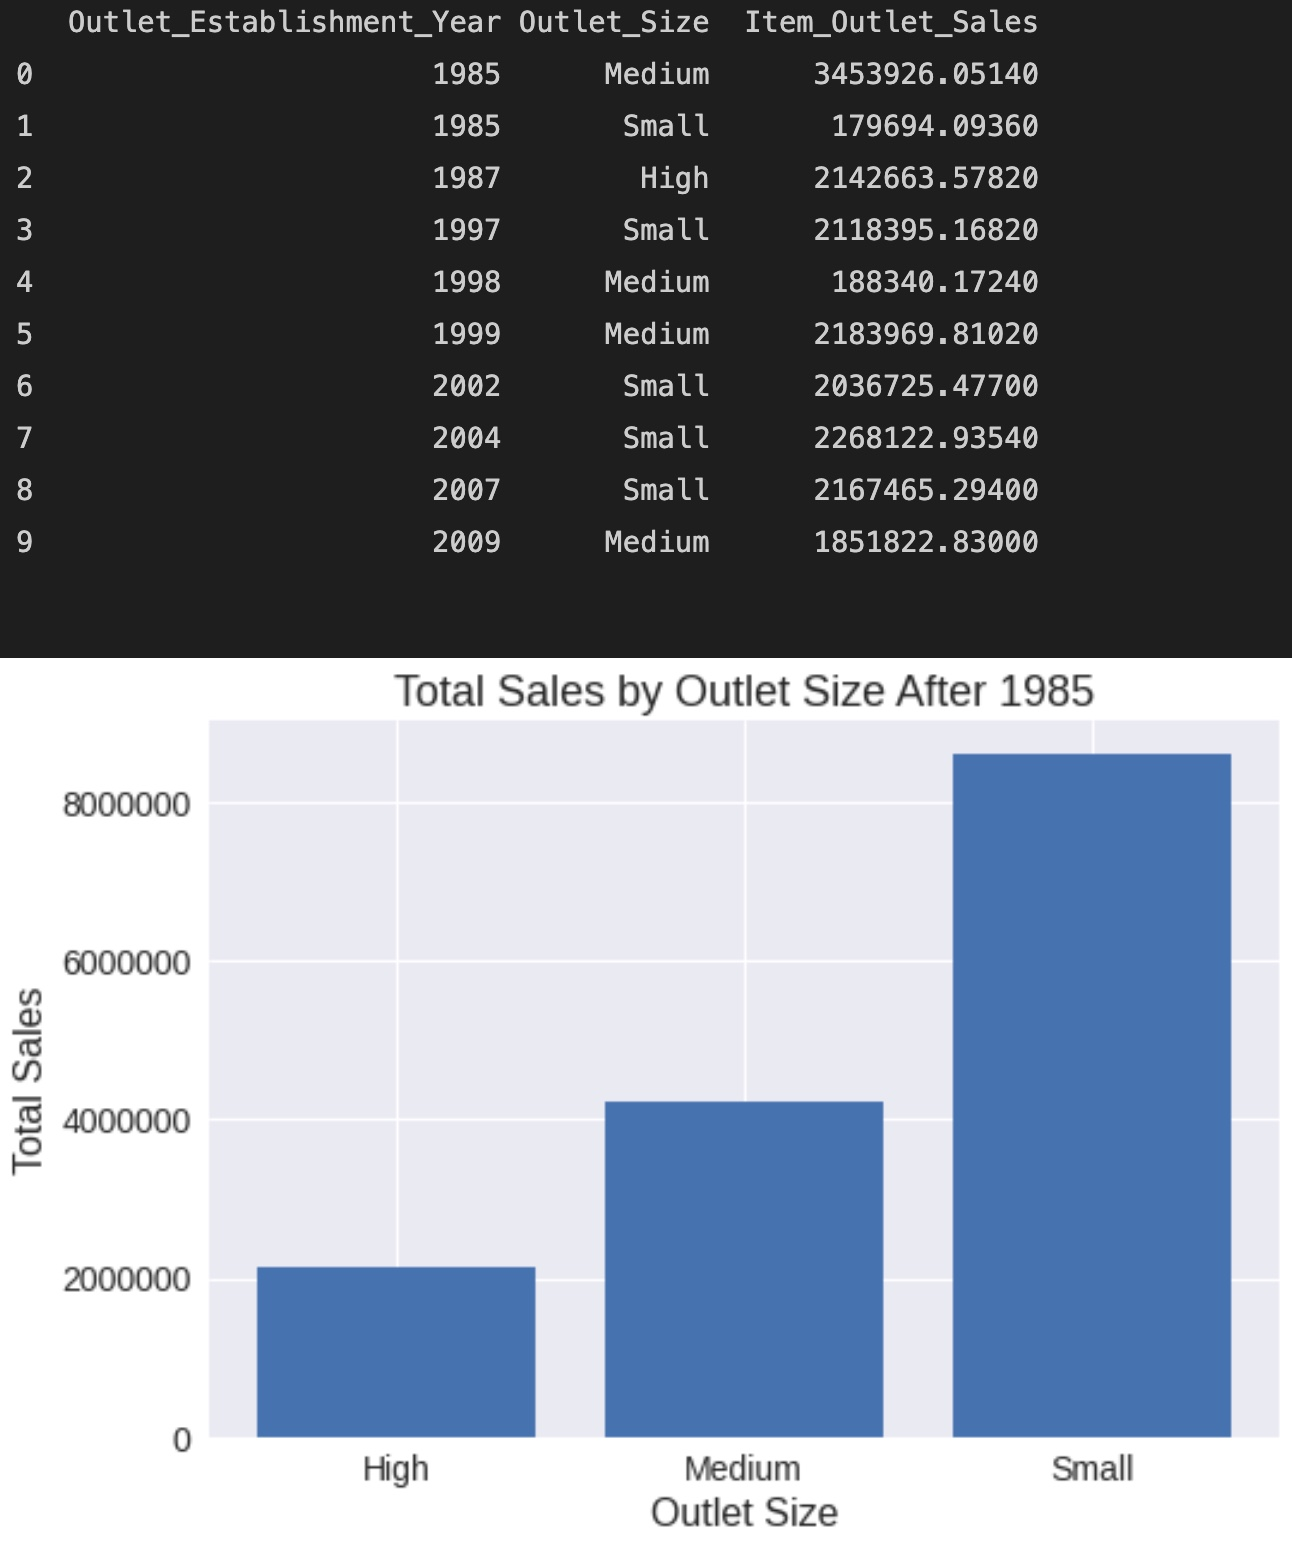 Outlet_Establishment_Year Outlet_Size Item_Outlet_Sales
0 1985 Medium 3453926.05140
1 1985 Small 179694.09360
2 1987 High 2142663.57820
3 1997 Small 2118395.16820
4 1998 Medium 188340.17240
5 1999 Medium 2183969.81020
6 2002 Small 2036725.47700
7 2004 Small 2268122.93540
8 2007 Small 2167465.29400
9 2009 Medium 1851822.83000
Total Sales by Outlet Size After 1985
8000000
6000000
4000000
2000000
0
Total Sales
High Medium Small
Outlet Size